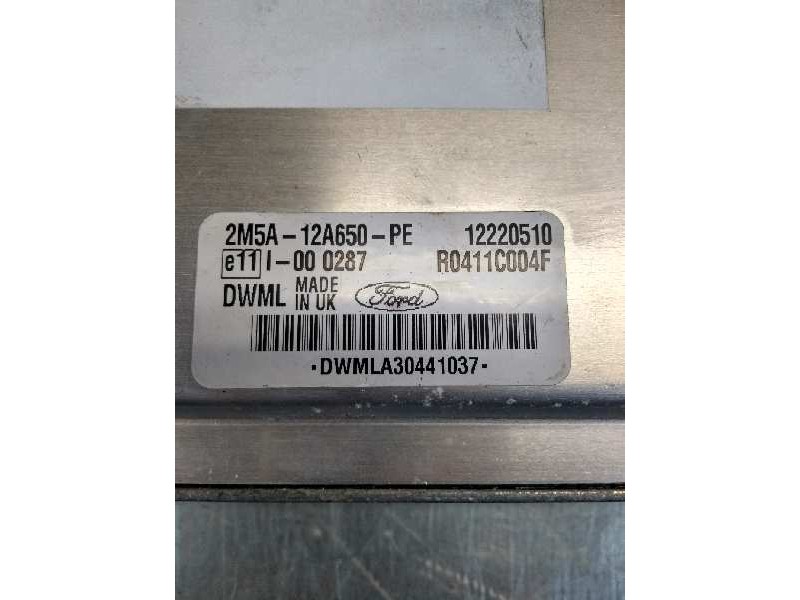 2M5A-12A650-PE 12220510
e11 I-00 0287 R0411C004F
DWML MADE IN UK Ford
·DWMLA30441037·